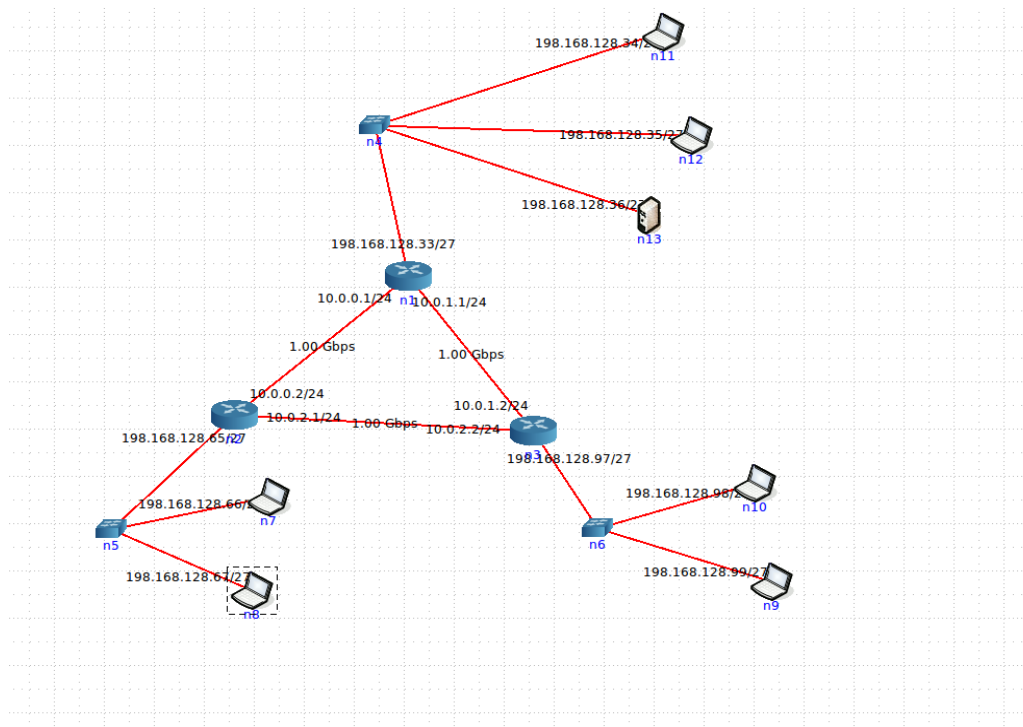 198.168.128.34/2
n11
n4
198.168.128.35/27
n12
198.168.128.36/27
n13
198.168.128.33/27
10.0.0.1/24
n1
10.0.1.1/24
1.00 Gbps
1.00 Gbps
10.0.0.2/24
10.0.1.2/24
10.0.2.1/24
1.00 Gbps
10.0.2.2/24
198.168.128.65/27
n2
n3
198.168.128.97/27
198.168.128.66/2
n7
198.168.128.98/2
n10
n5
n6
198.168.128.67/27
n8
198.168.128.99/27
n9